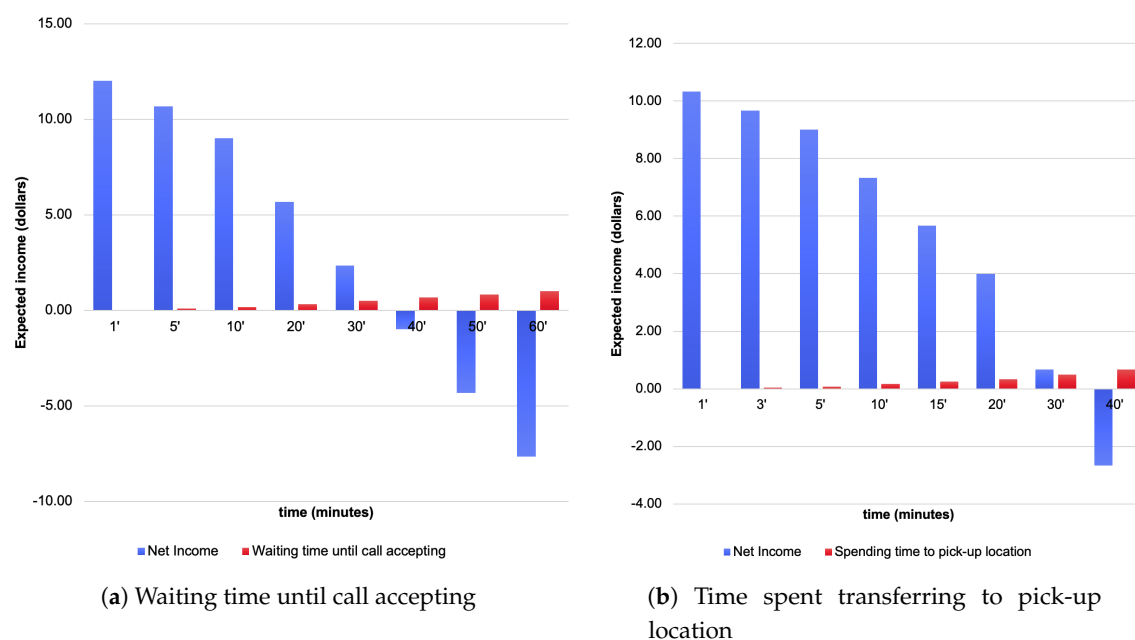 15.00
10.00
5.00
0.00
-5.00
-10.00
Expected income (dollars)
1' 5' 10' 20' 30' 40' 50' 60'
time (minutes)
Net Income Waiting time until call accepting
(a) Waiting time until call accepting
12.00
10.00
8.00
6.00
4.00
2.00
0.00
-2.00
-4.00
Expected income (dollars)
1' 3' 5' 10' 15' 20' 30' 40'
time (minutes)
Net Income Spending time to pick-up location
(b) Time spent transferring to pick-up
location